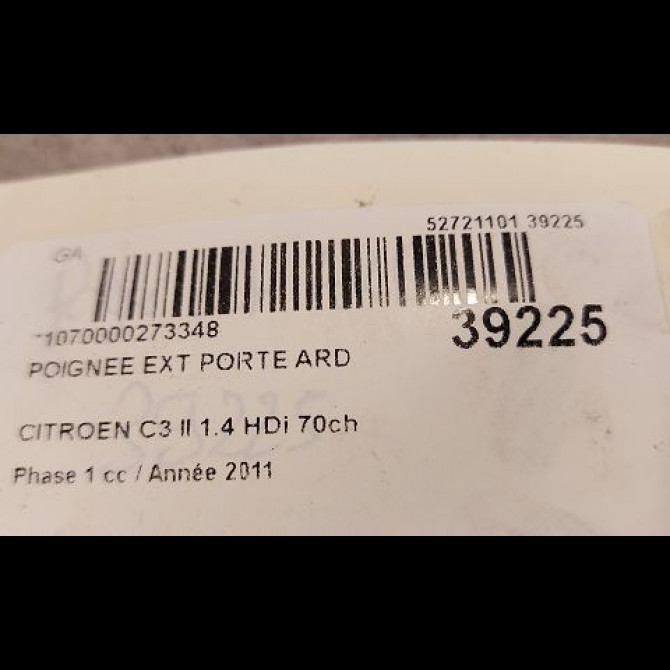 52721101 39225
GA
*1070000273348
39225
POIGNEE EXT PORTE ARD
CITROEN C3 II 1.4 HDi 70ch
Phase 1 cc / Année 2011